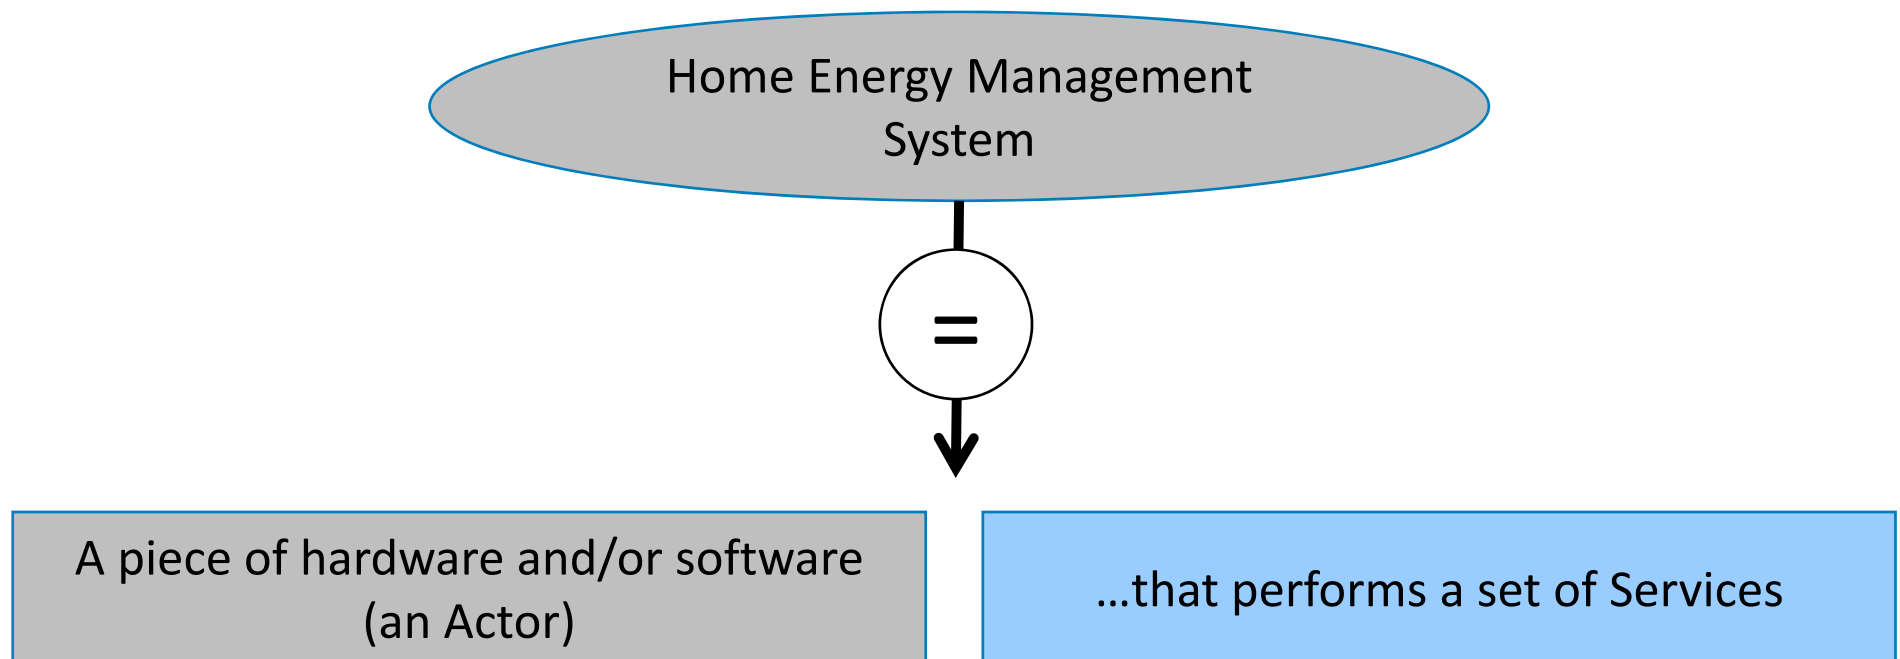 Home Energy Management
System
=
A piece of hardware and/or software
(an Actor)
…that performs a set of Services